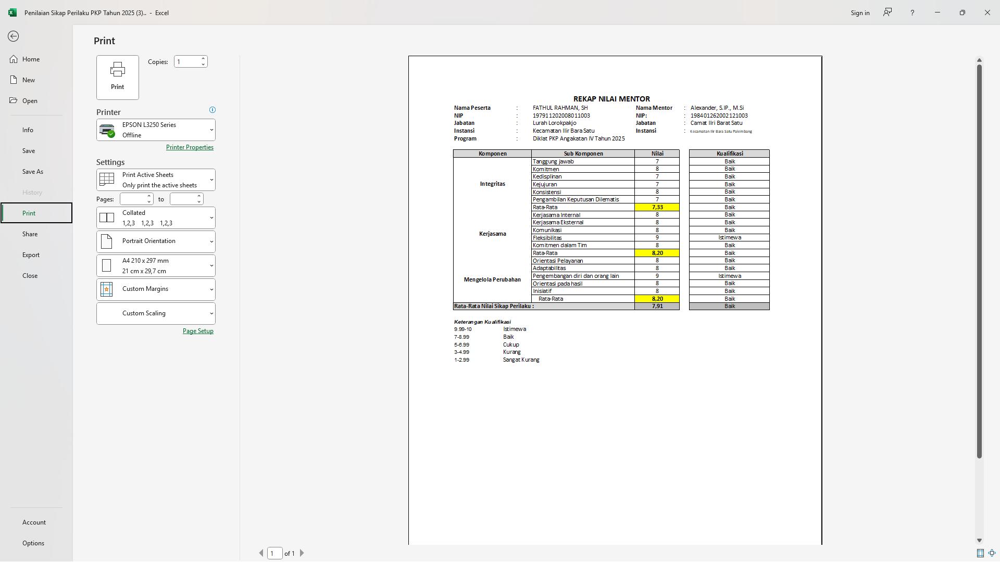 Penilaian Sikap Perilaku PKP Tahun 2025 (3)..  -  Excel
Sign in
?
Home
New
Open
Info
Save
Save As
History
Print
Share
Export
Close
Account
Options
Print
Print
Copies: 1
Printer
EPSON L3250 Series
Offline
Printer Properties
Settings
Print Active Sheets
Only print the active sheets
Pages: to
Collated
1,2,3 1,2,3 1,2,3
Portrait Orientation
A4 210 x 297 mm
21 cm x 29,7 cm
Custom Margins
Custom Scaling
Page Setup
REKAP NILAI MENTOR
Nama Peserta : FATHUL RAHMAN, SH Nama Mentor : Alexander, S.IP., M.Si
NIP : 197911202008011003 NIP: : 198401262002121003
Jabatan : Lurah Lorokpakjo Jabatan : Camat Ilri Barat Satu
Instansi : Kecamatan Ilir Bara Satu Instansi : Kecamatan Ilir Bara Satu Palembang
Program : Diklat PKP Angakatan IV Tahun 2025
Komponen Sub Komponen Nilai Kualifikasi
Tanggung jawab 7 Baik
Komitmen 8 Baik
Kedisplinan 7 Baik
Integritas Kejujuran 7 Baik
Konsistensi 8 Baik
Pengambilan Keputusan Dilematis 7 Baik
Rata-Rata 7,33 Baik
Kerjasama Internal 8 Baik
Kerjasama Eksternal 8 Baik
Kerjasama Komunikasi 8 Baik
Fleksibilitas 9 Istimewa
Komitmen dalam Tim 8 Baik
Rata-Rata 8,20 Baik
Orientasi Pelayanan 8 Baik
Adaptabilitas 8 Baik
Pengembangan diri dan orang lain 9 Istimewa
Mengelola Perubahan Orientasi pada hasil 8 Baik
Inisiatif 8 Baik
Rata-Rata 8,20 Baik
Rata-Rata Nilai Sikap Perilaku : 7,91 Baik
Keterangan Kualifikasi
9.99-10 Istimewa
7-8.99 Baik
5-6.99 Cukup
3-4.99 Kurang
1-2.99 Sangat Kurang
1 of 1